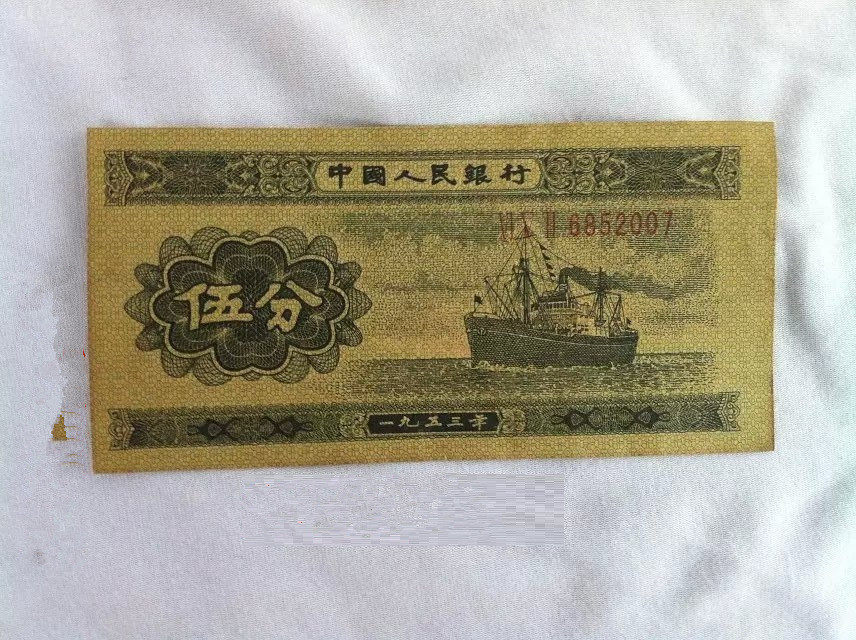 中國人民銀行
6852007
伍分
一九五三年